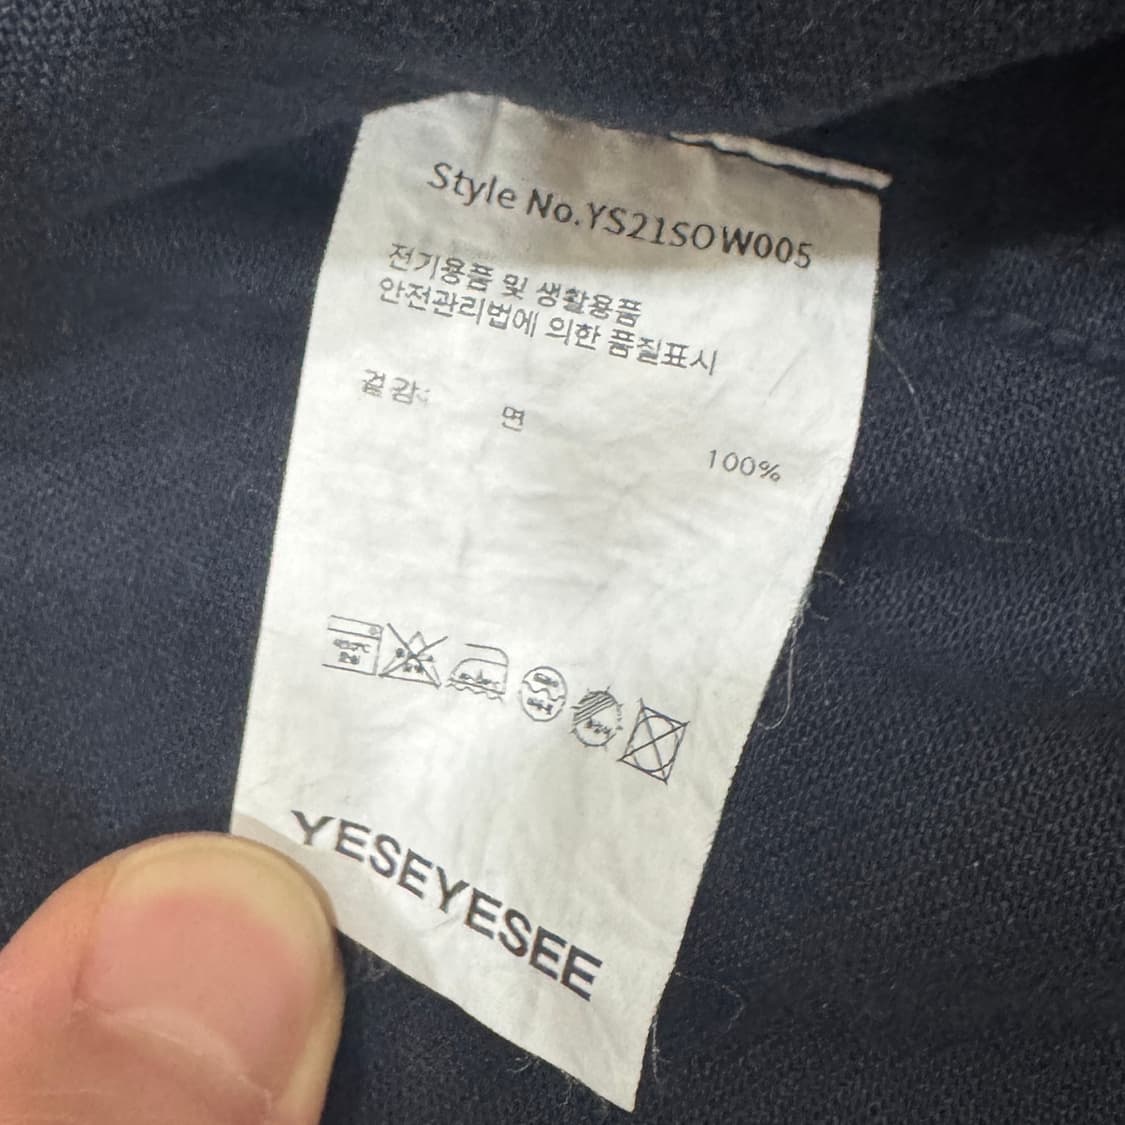 Style No.YS21SOW005
전기용품 및 생활용품
안전관리법에 의한 품질표시
겉감: 면 100%
YESEYESEE